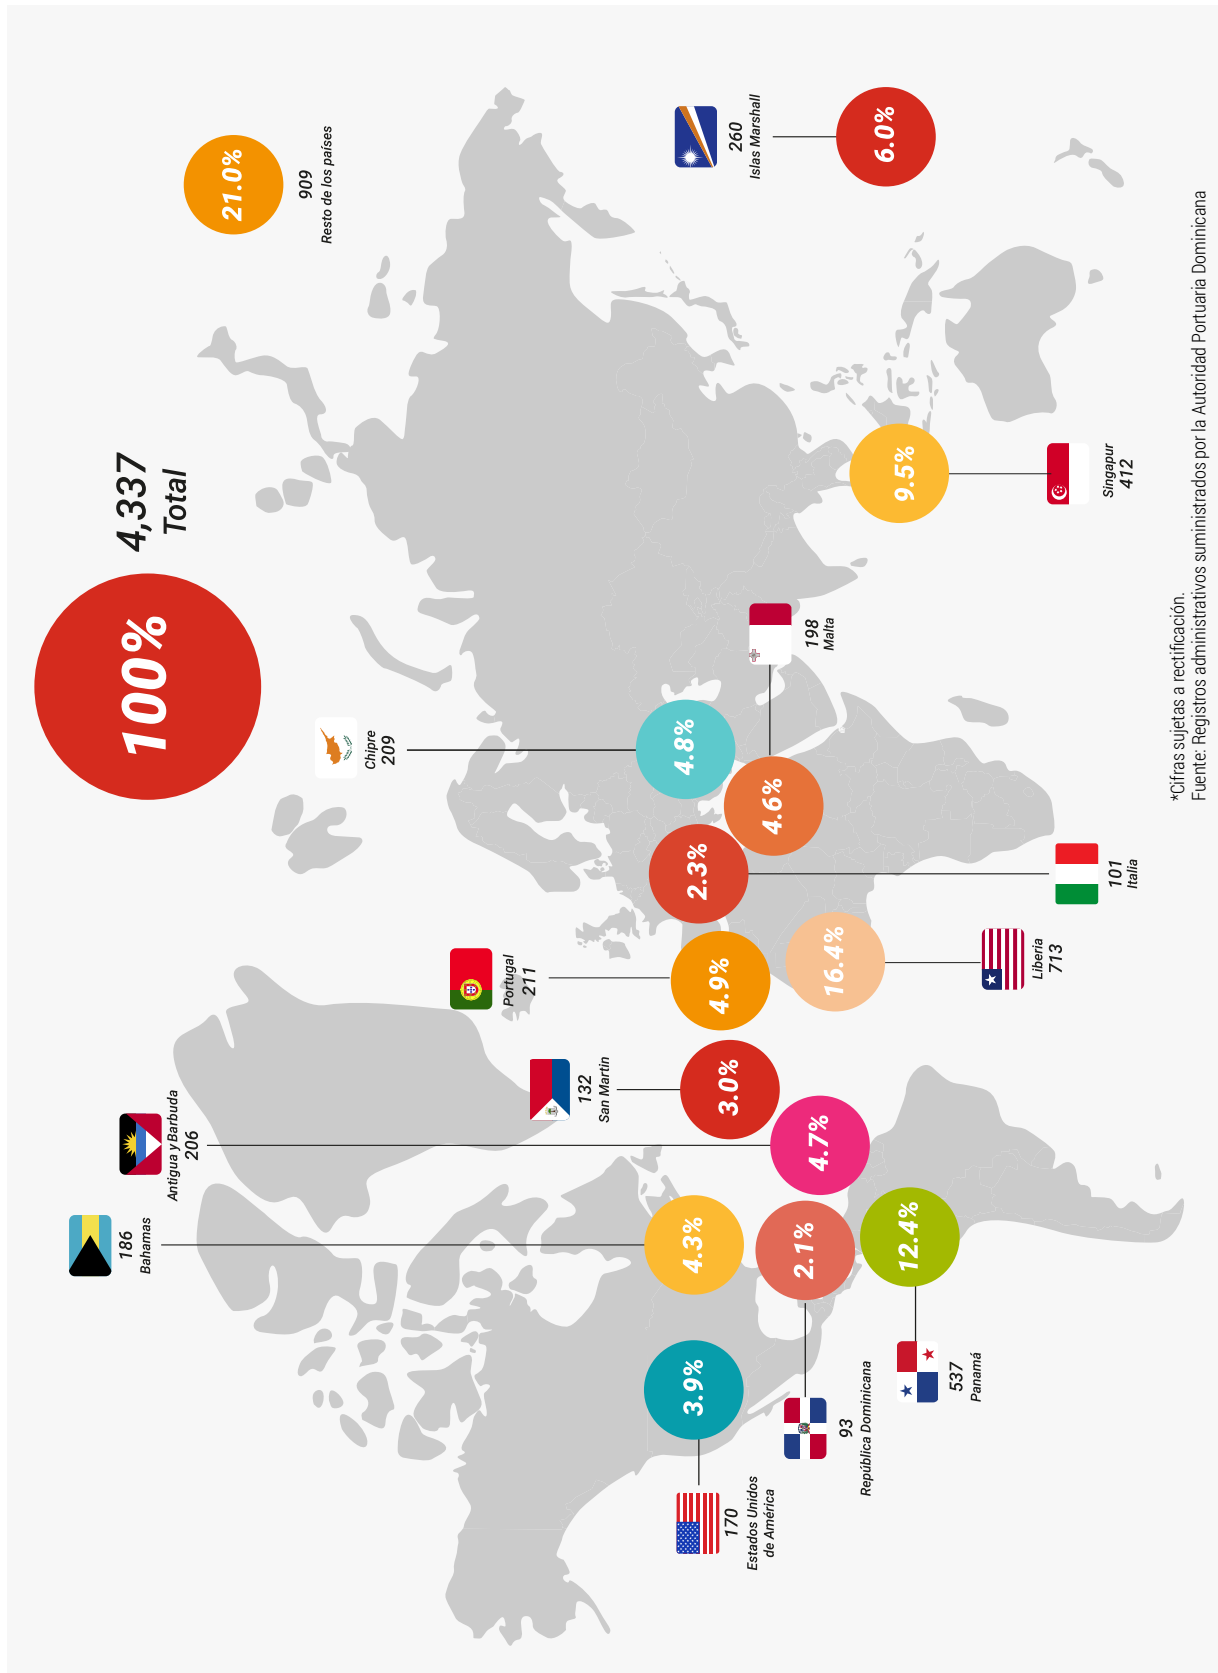 100%
4,337
Total
21.0%
909
Resto de los países
186
Bahamas
Antigua y Barbuda
206
Chipre
209
Portugal
211
132
San Martin
260
Islas Marshall
6.0%
198
Malta
3.9%
4.3%
3.0%
4.9%
2.3%
4.8%
2.1%
4.7%
16.4%
4.6%
12.4%
9.5%
170
Estados Unidos
de América
93
República Dominicana
537
Panamá
Liberia
713
101
Italia
Singapur
412
*Cifras sujetas a rectificación.
Fuente: Registros administrativos suministrados por la Autoridad Portuaria Dominicana